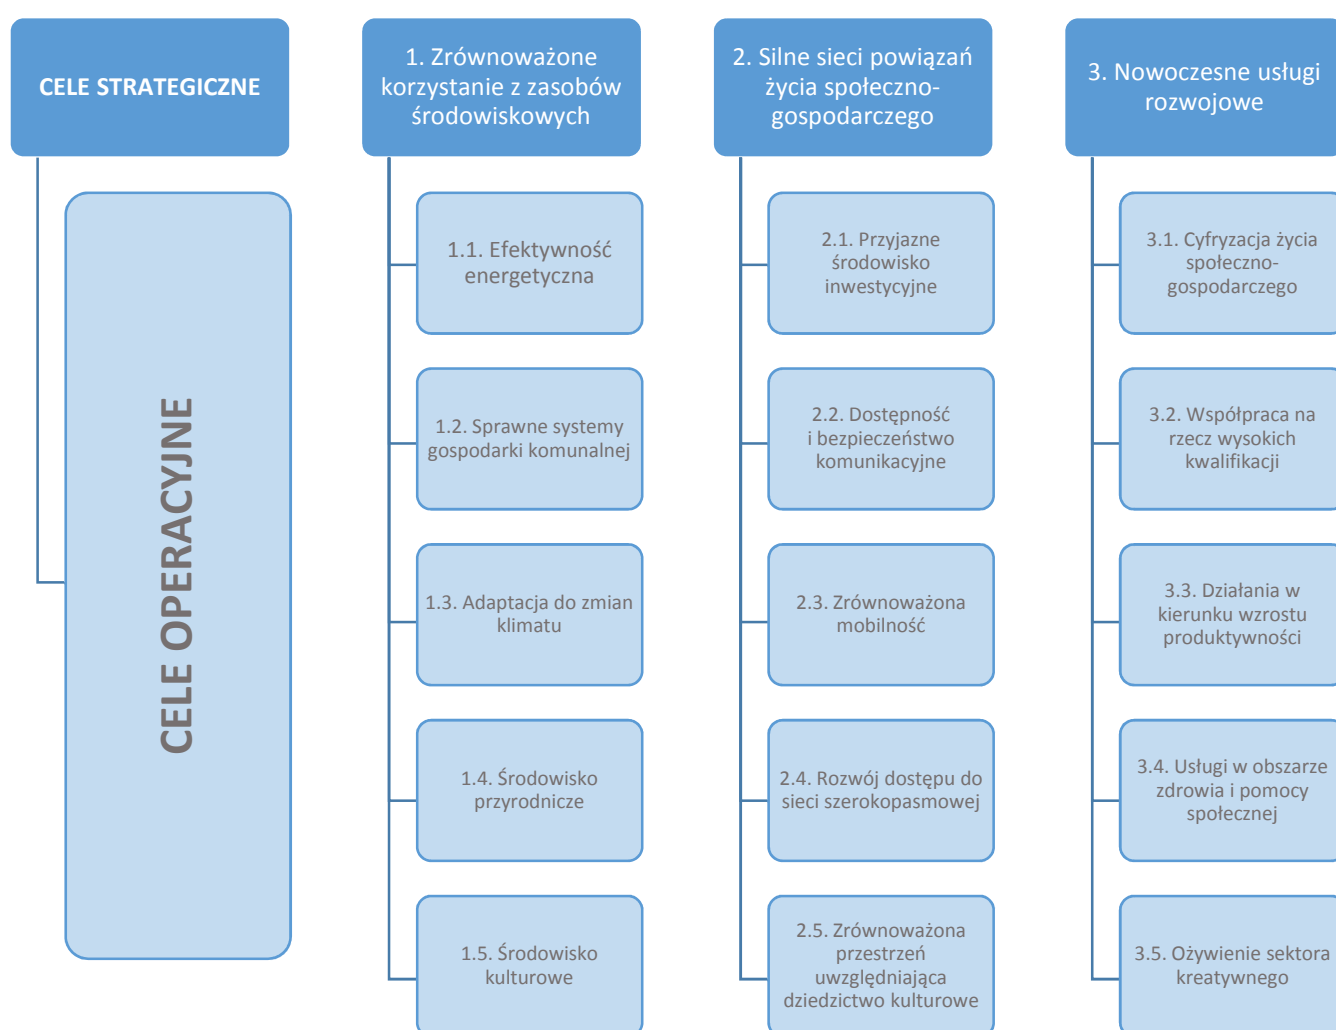 CELE STRATEGICZNE
CELE OPERACYJNE
1. Zrównoważone
korzystanie z zasobów
środowiskowych
1.1. Efektywność
energetyczna
1.2. Sprawne systemy
gospodarki komunalnej
1.3. Adaptacja do zmian
klimatu
1.4. Środowisko
przyrodnicze
1.5. Środowisko
kulturowe
2. Silne sieci powiązań
życia społeczno-
gospodarczego
2.1. Przyjazne
środowisko
inwestycyjne
2.2. Dostępność
i bezpieczeństwo
komunikacyjne
2.3. Zrównoważona
mobilność
2.4. Rozwój dostępu do
sieci szerokopasmowej
2.5. Zrównoważona
przestrzeń
uwzględniająca
dziedzictwo kulturowe
3. Nowoczesne usługi
rozwojowe
3.1. Cyfryzacja życia
społeczno-
gospodarczego
3.2. Współpraca na
rzecz wysokich
kwalifikacji
3.3. Działania w
kierunku wzrostu
produktywności
3.4. Usługi w obszarze
zdrowia i pomocy
społecznej
3.5. Ożywienie sektora
kreatywnego